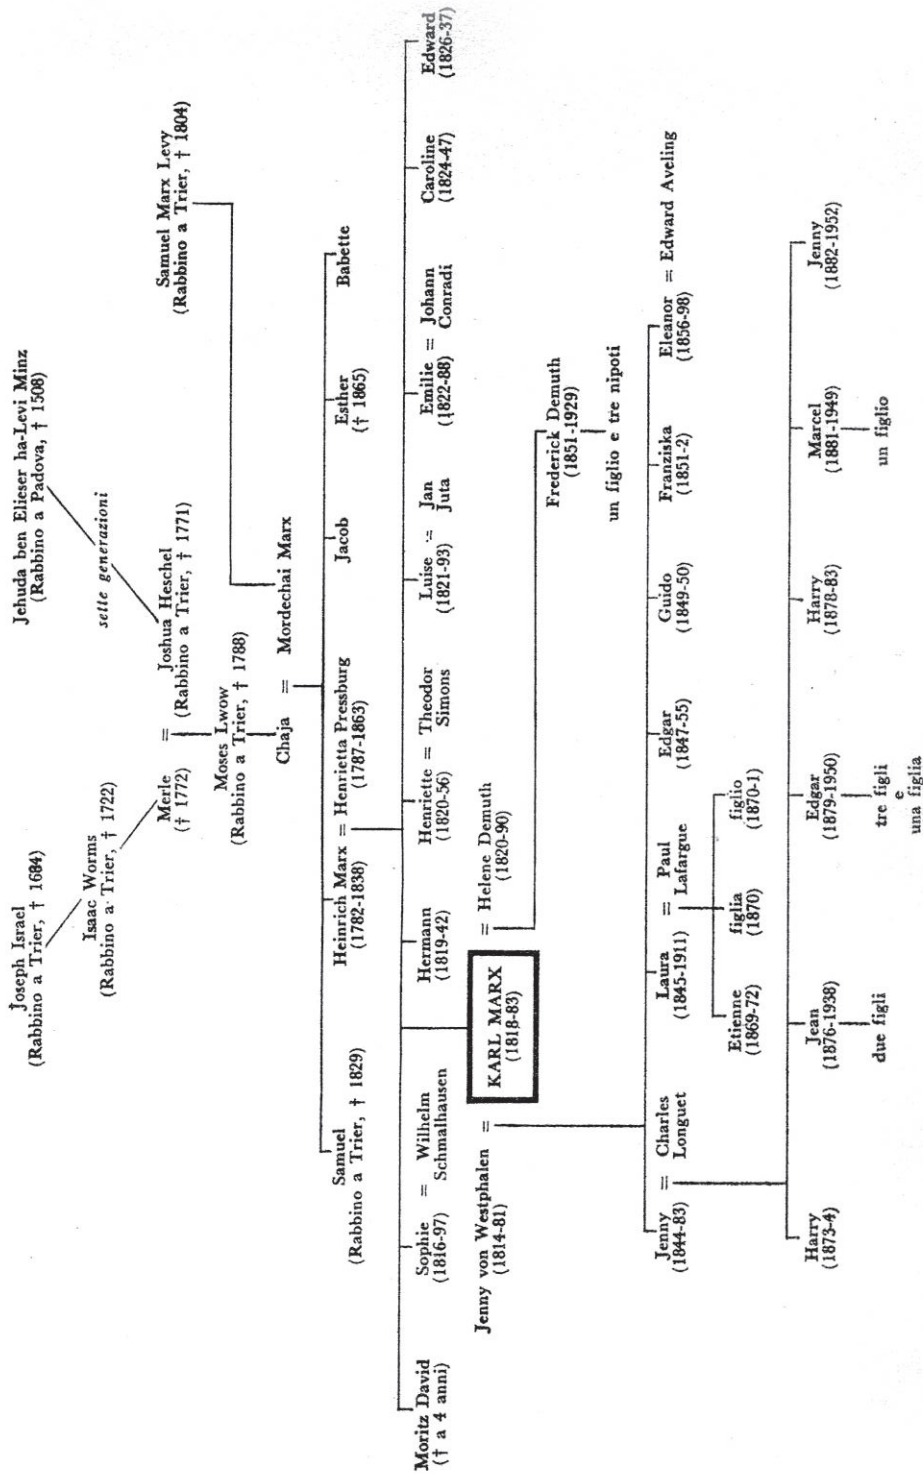 Joseph Israel
(Rabbino a Trier, † 1684)
Jehuda ben Elieser ha-Levi Minz
(Rabbino a Padova, † 1508)
Isaac Worms
(Rabbino a Trier, † 1722)
sette generazioni
Merle
(† 1772)
=
Joshua Heschel
(Rabbino a Trier, † 1771)
Samuel Marx Levy
(Rabbino a Trier, † 1804)
Moses Lwow
(Rabbino a Trier, † 1788)
Chaja = Mordechai Marx
Samuel
(Rabbino a Trier, † 1829)
Heinrich Marx = Henrietta Pressburg
(1782-1838) (1787-1863)
Jacob
Esther
(† 1865)
Babette
Moritz David
(† a 4 anni)
Sophie = Wilhelm
(1816-97) Schmalhausen
Hermann
(1819-42)
Henriette = Theodor
(1820-56) Simons
Luise = Jan
(1821-93) Juta
Emilie = Johann
(1822-88) Conradi
Caroline
(1824-47)
Edward
(1826-37)
Jenny von Westphalen =
(1814-81)
KARL MARX
(1818-83)
= Helene Demuth
(1820-90)
Frederick Demuth
(1851-1929)
un figlio e tre nipoti
Jenny = Charles
(1844-83) Longuet
Laura = Paul
(1845-1911) Lafargue
Edgar
(1847-55)
Guido
(1849-50)
Franziska
(1851-2)
Eleanor = Edward Aveling
(1856-98)
Etienne
(1869-72)
figlia
(1870)
figlio
(1870-1)
Harry
(1873-4)
Jean
(1876-1938)
due figli
Edgar
(1879-1950)
tre figli
e
una figlia
Harry
(1878-83)
Marcel
(1881-1949)
un figlio
Jenny
(1882-1952)